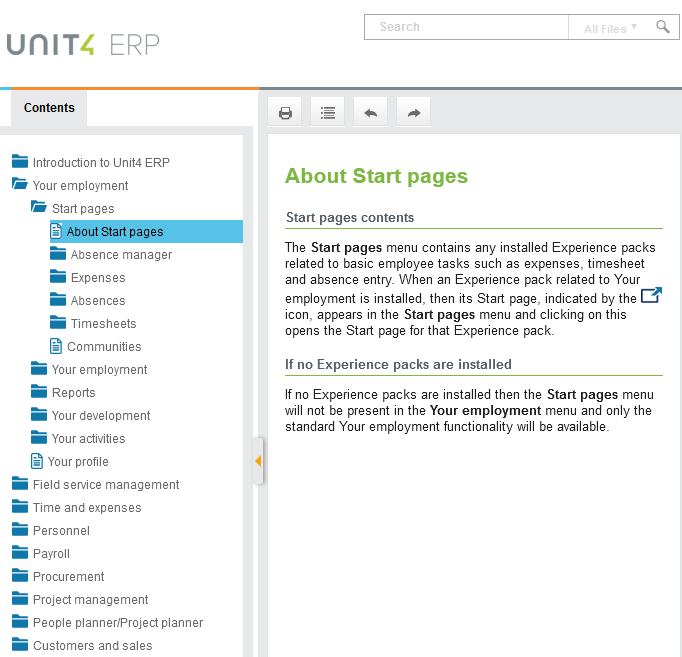 UNIT4 ERP
Search
All Files
Contents
Introduction to Unit4 ERP
Your employment
Start pages
About Start pages
Absence manager
Expenses
Absences
Timesheets
Communities
Your employment
Reports
Your development
Your activities
Your profile
Field service management
Time and expenses
Personnel
Payroll
Procurement
Project management
People planner/Project planner
Customers and sales
About Start pages
Start pages contents
The Start pages menu contains any installed Experience packs
related to basic employee tasks such as expenses, timesheet
and absence entry. When an Experience pack related to Your
employment is installed, then its Start page, indicated by the
icon, appears in the Start pages menu and clicking on this
opens the Start page for that Experience pack.
If no Experience packs are installed
If no Experience packs are installed then the Start pages menu
will not be present in the Your employment menu and only the
standard Your employment functionality will be available.